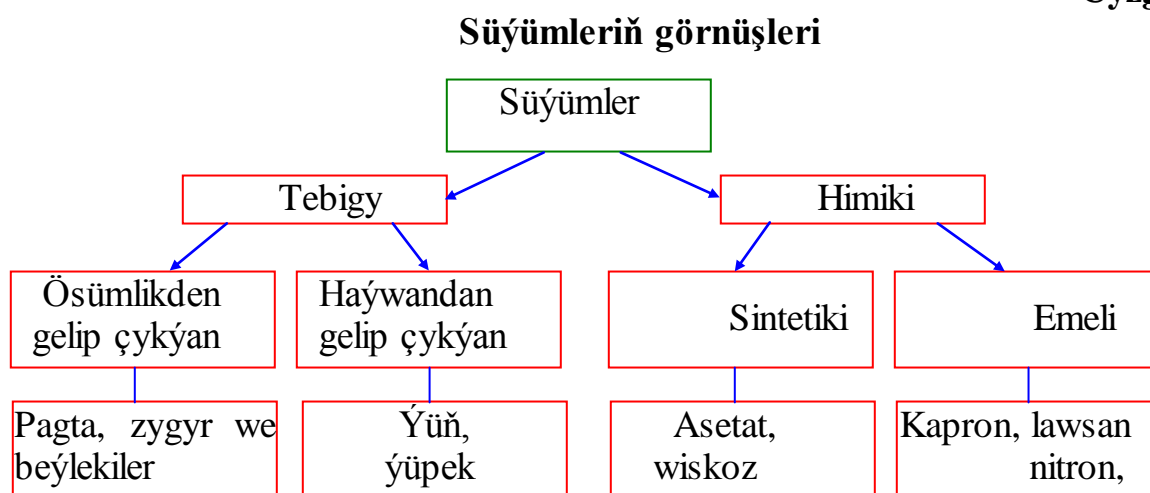 Süýümleriň görnüşleri
Süýümler
Tebigy
Himiki
Ösümlikden
gelip çykýan
Haýwandan
gelip çykýan
Sintetiki
Emeli
Pagta, zygyr we
beýlekiler
Ýüň,
ýüpek
Asetat,
wiskoz
Kapron, lawsan
nitron,